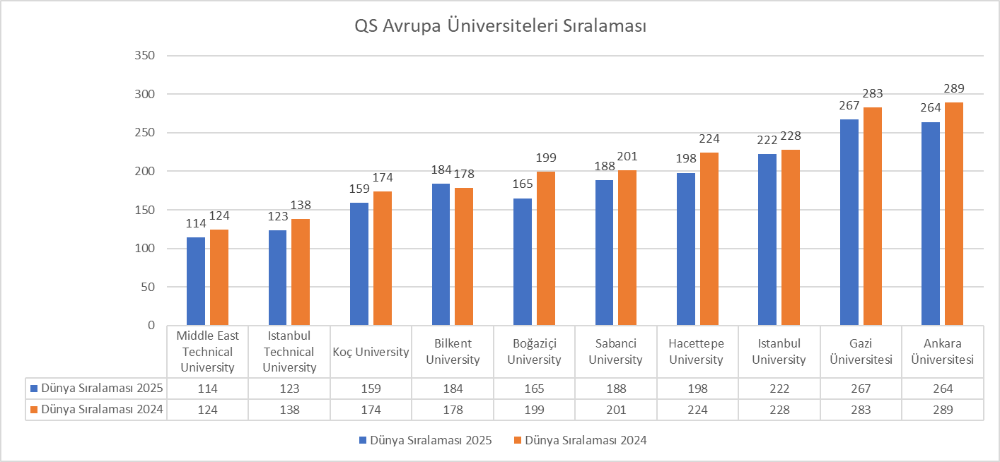 QS Avrupa Üniversiteleri Sıralaması
350
300
250
200
150
100
50
0
114 124 123 138 159 174 184 178 165 199 188 201 198 224 222 228 267 283 264 289
Middle East Technical University
Istanbul Technical University
Koç University
Bilkent University
Boğaziçi University
Sabanci University
Hacettepe University
Istanbul University
Gazi Üniversitesi
Ankara Üniversitesi
Dünya Sıralaması 2025 114 123 159 184 165 188 198 222 267 264
Dünya Sıralaması 2024 124 138 174 178 199 201 224 228 283 289
Dünya Sıralaması 2025 Dünya Sıralaması 2024